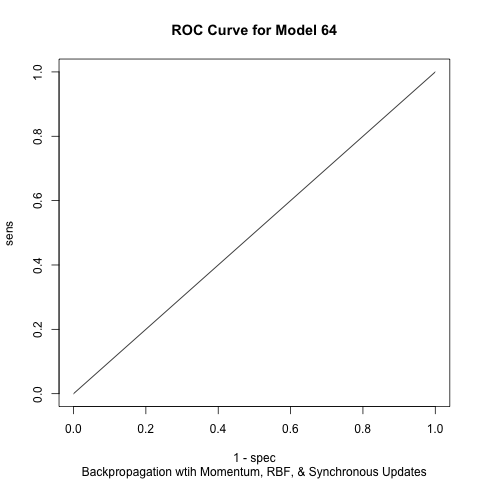 ROC Curve for Model 64
1.0
0.8
0.6
0.4
0.2
0.0
sens
0.0 0.2 0.4 0.6 0.8 1.0
1 - spec
Backpropagation wtih Momentum, RBF, & Synchronous Updates